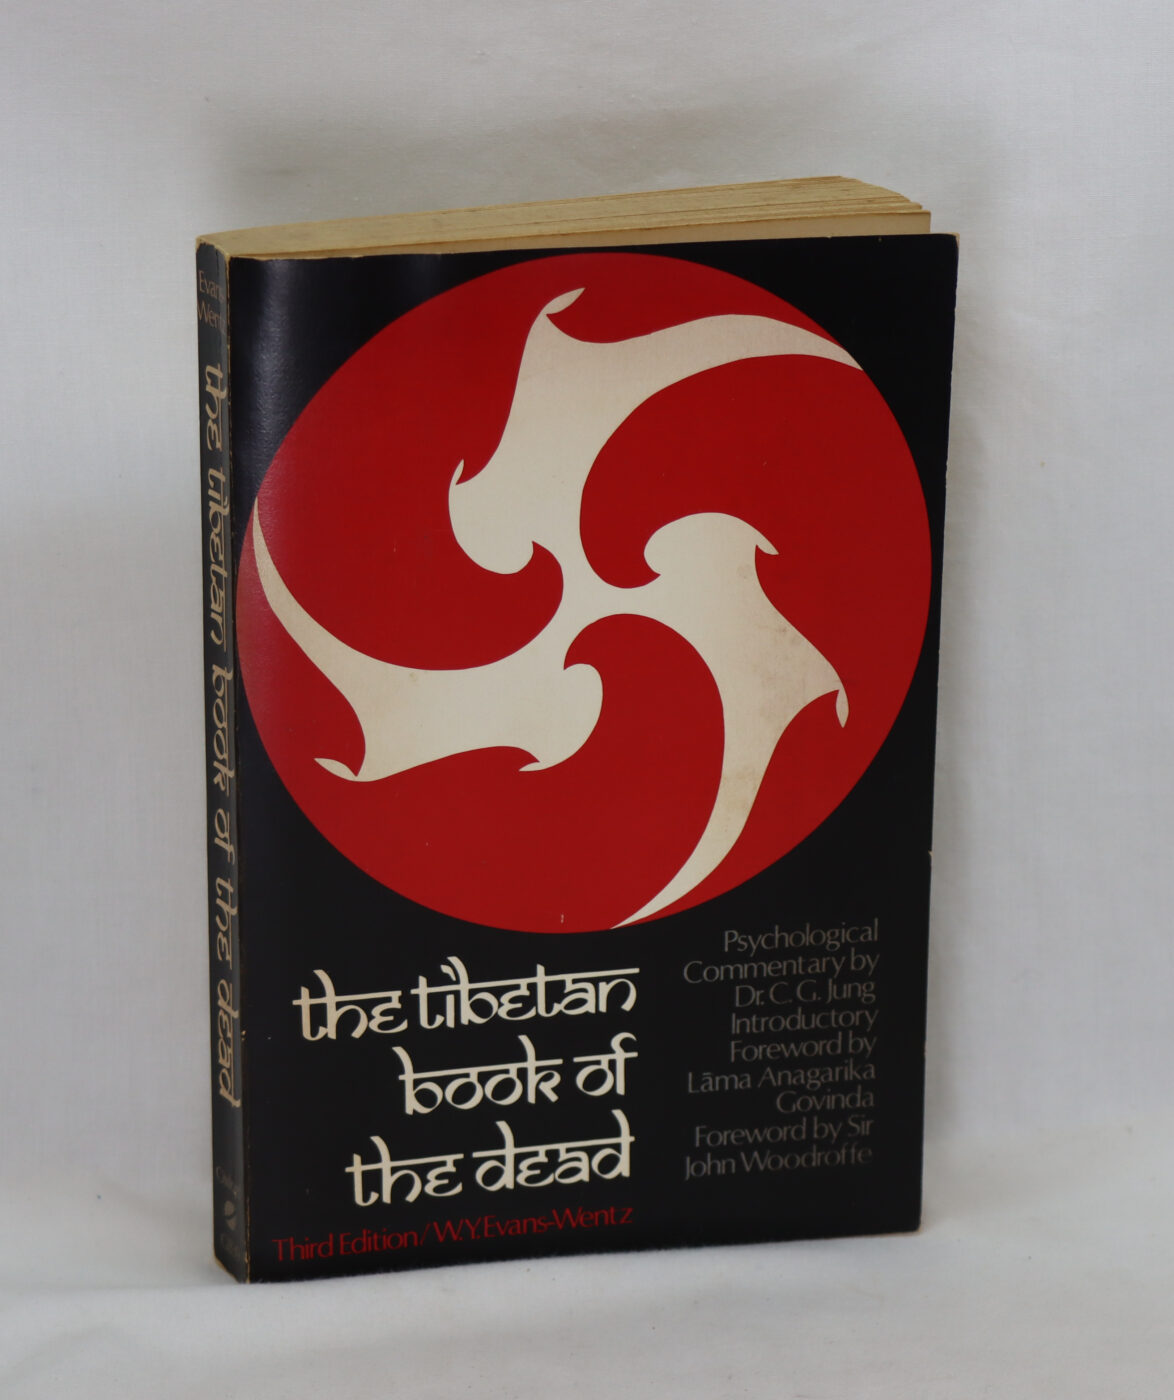 the tibetan
book of
the dead
Third Edition/W.Y. Evans-Wentz
Psychological
Commentary by
Dr. C. G. Jung
Introductory
Foreword by
Lāma Anagarika
Govinda
Foreword by Sir
John Woodroffe
Evans
Wentz
the tibetan book of the dead